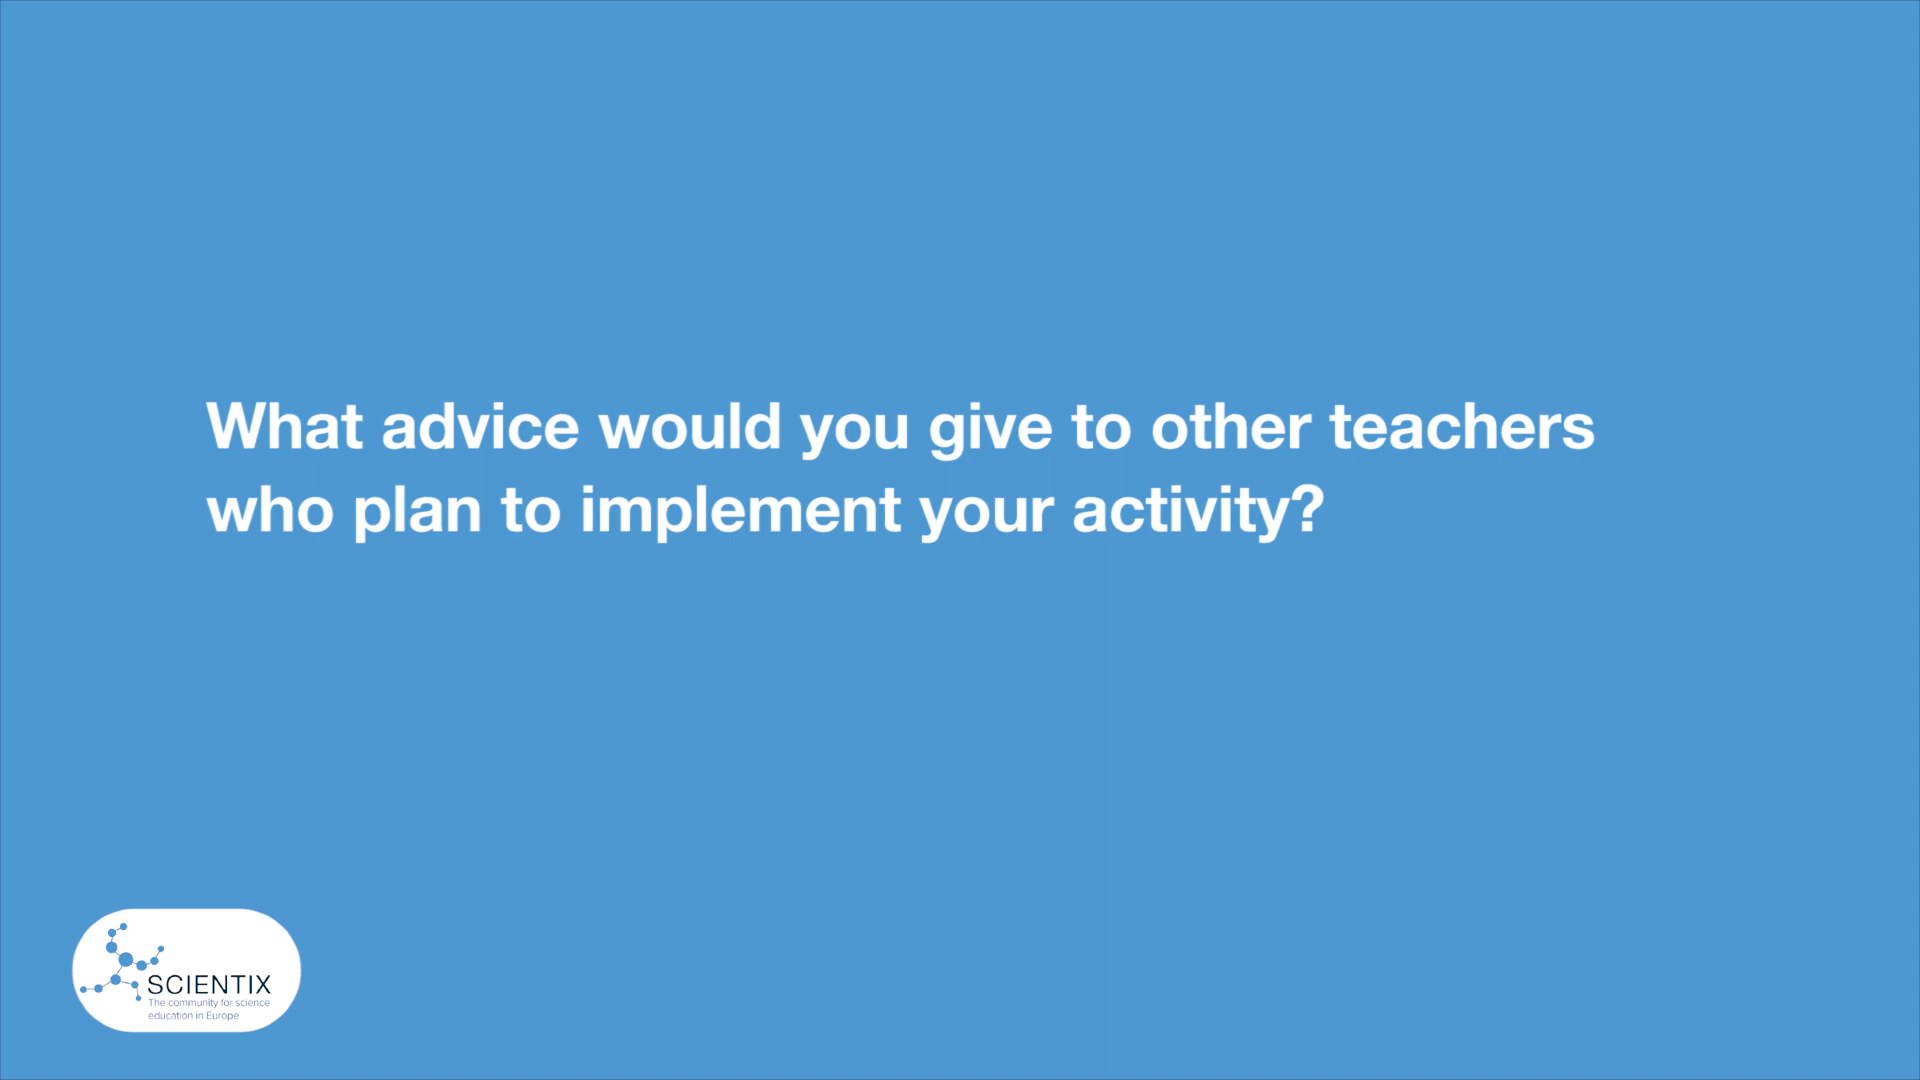 What advice would you give to other teachers
who plan to implement your activity?
SCIENTIX
The community for science
education in Europe